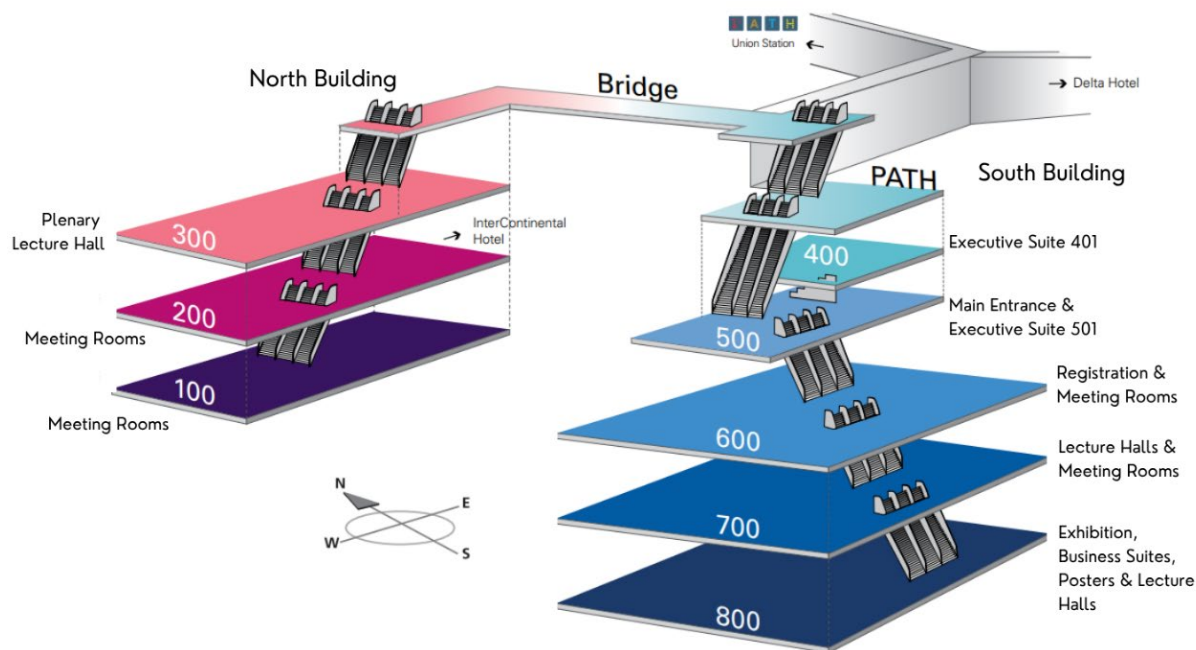 PATH
Union Station
Delta Hotel
North Building
Bridge
PATH
South Building
Plenary
Lecture Hall
300
InterContinental
Hotel
400
Executive Suite 401
200
Meeting Rooms
500
Main Entrance &
Executive Suite 501
100
Meeting Rooms
600
Registration &
Meeting Rooms
700
Lecture Halls &
Meeting Rooms
800
Exhibition,
Business Suites,
Posters & Lecture
Halls
N
E
W
S